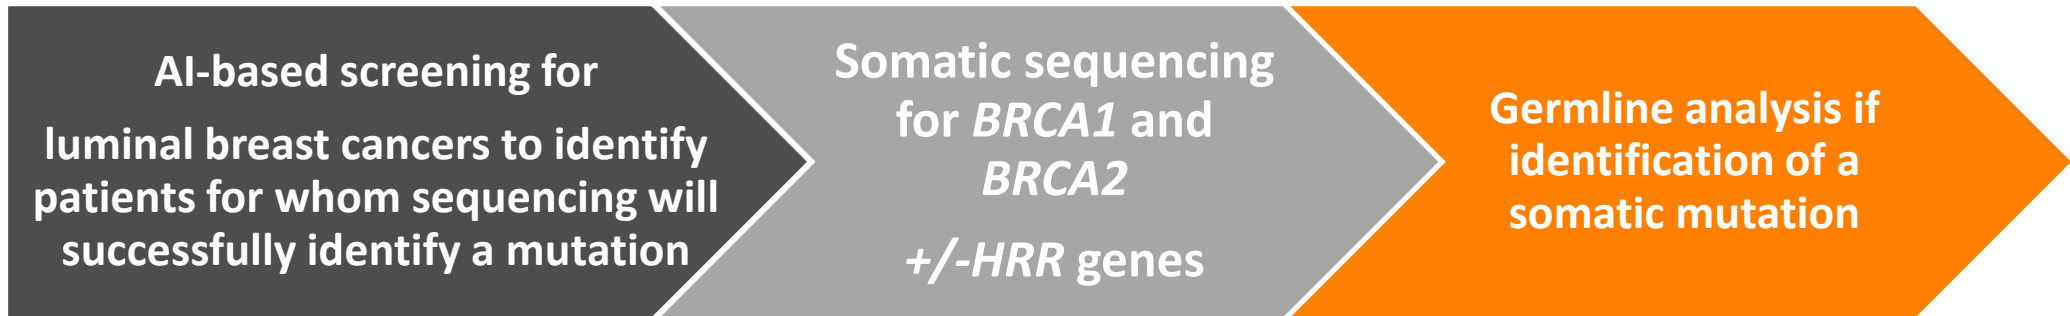 AI-based screening for
luminal breast cancers to identify
patients for whom sequencing will
successfully identify a mutation
Somatic sequencing
for BRCA1 and
BRCA2
+/-HRR genes
Germline analysis if
identification of a
somatic mutation